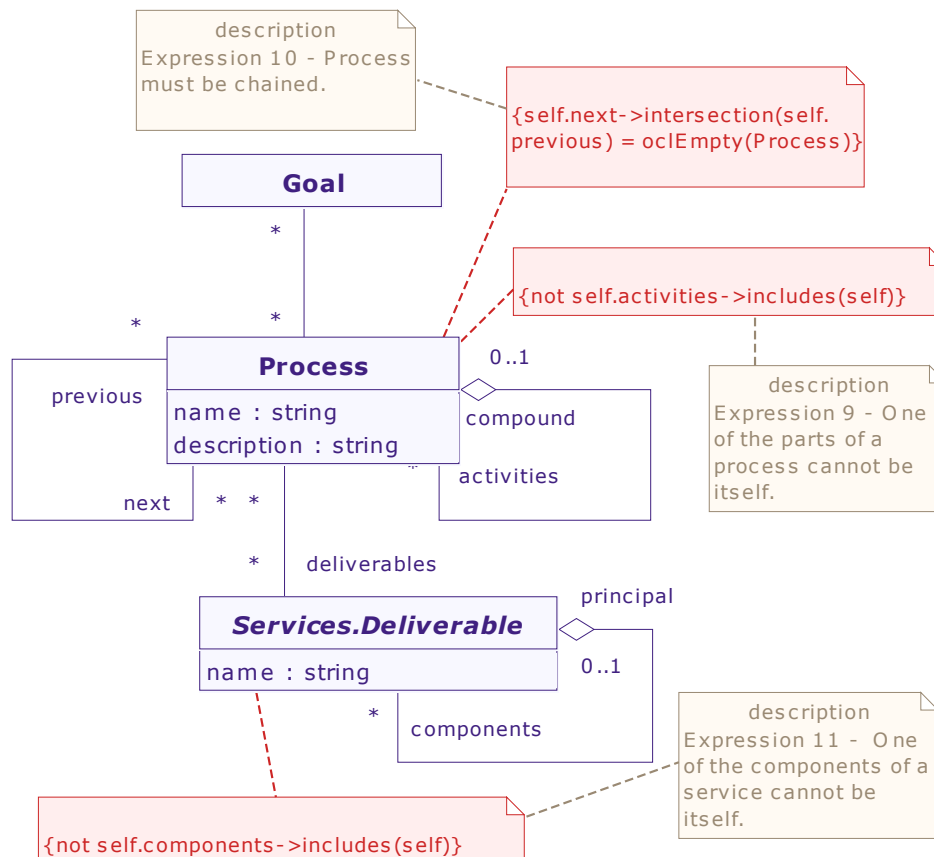 description
Expression 10 - Process
must be chained.
{self.next->intersection(self.
previous) = oclEmpty(Process)}
Goal
*
{not self.activities->includes(self)}
*
*
0..1
Process
description
previous
name : string
compound
Expression 9 - One
description : string
of the parts of a
*
activities
process cannot be
itself.
next
*
*
*
deliverables
principal
Services.Deliverable
0..1
name : string
*
components
description
Expression 11 - One
of the components of a
service cannot be
itself.
{not self.components->includes(self)}